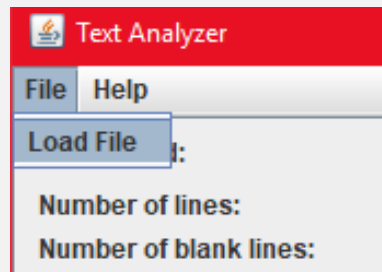 Text Analyzer
File Help
Load File
Number of lines:
Number of blank lines: